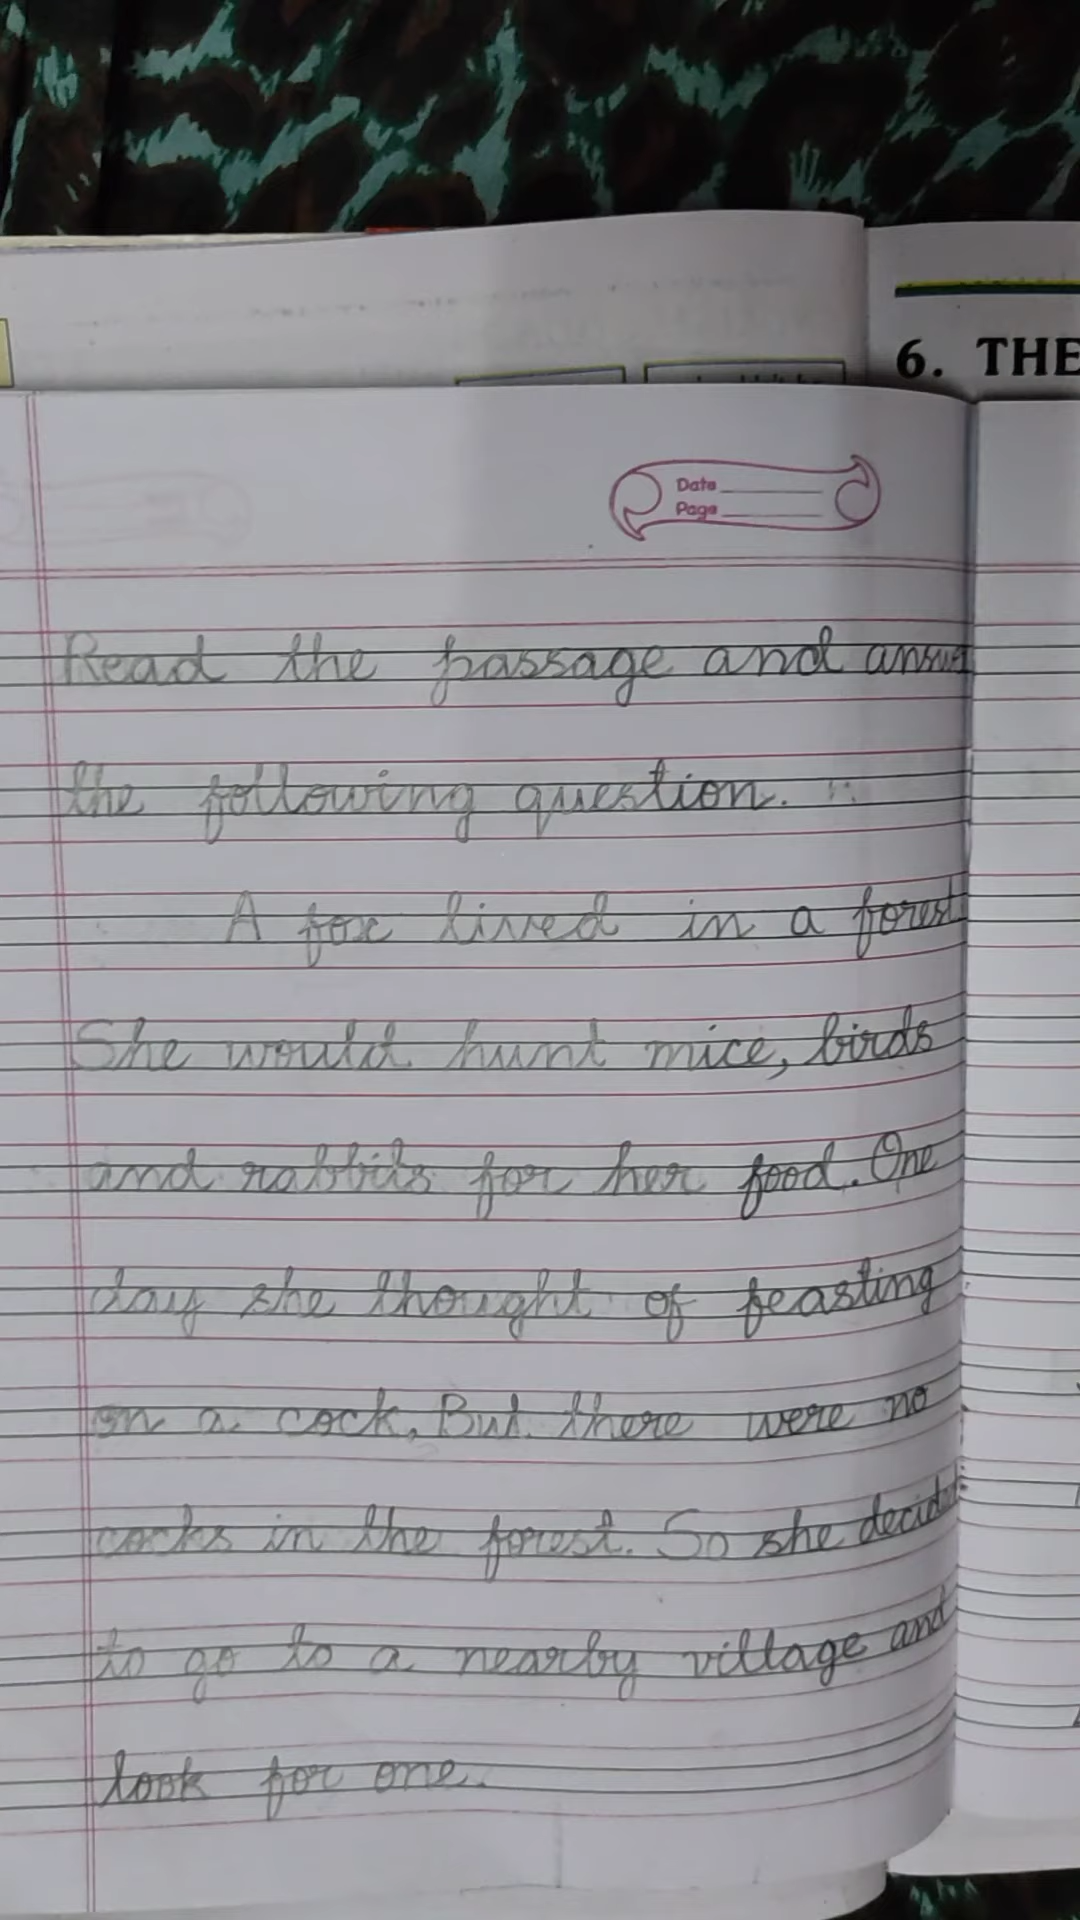 6. THE
Date
Page
Read the passage and answer
the following question.
A fox lived in a forest.
She would hunt mice, birds
and rabbits for her food. One
day she thought of feasting
on a cock. But there were no
cocks in the forest. So she decided
to go to a nearby village and
look for one.